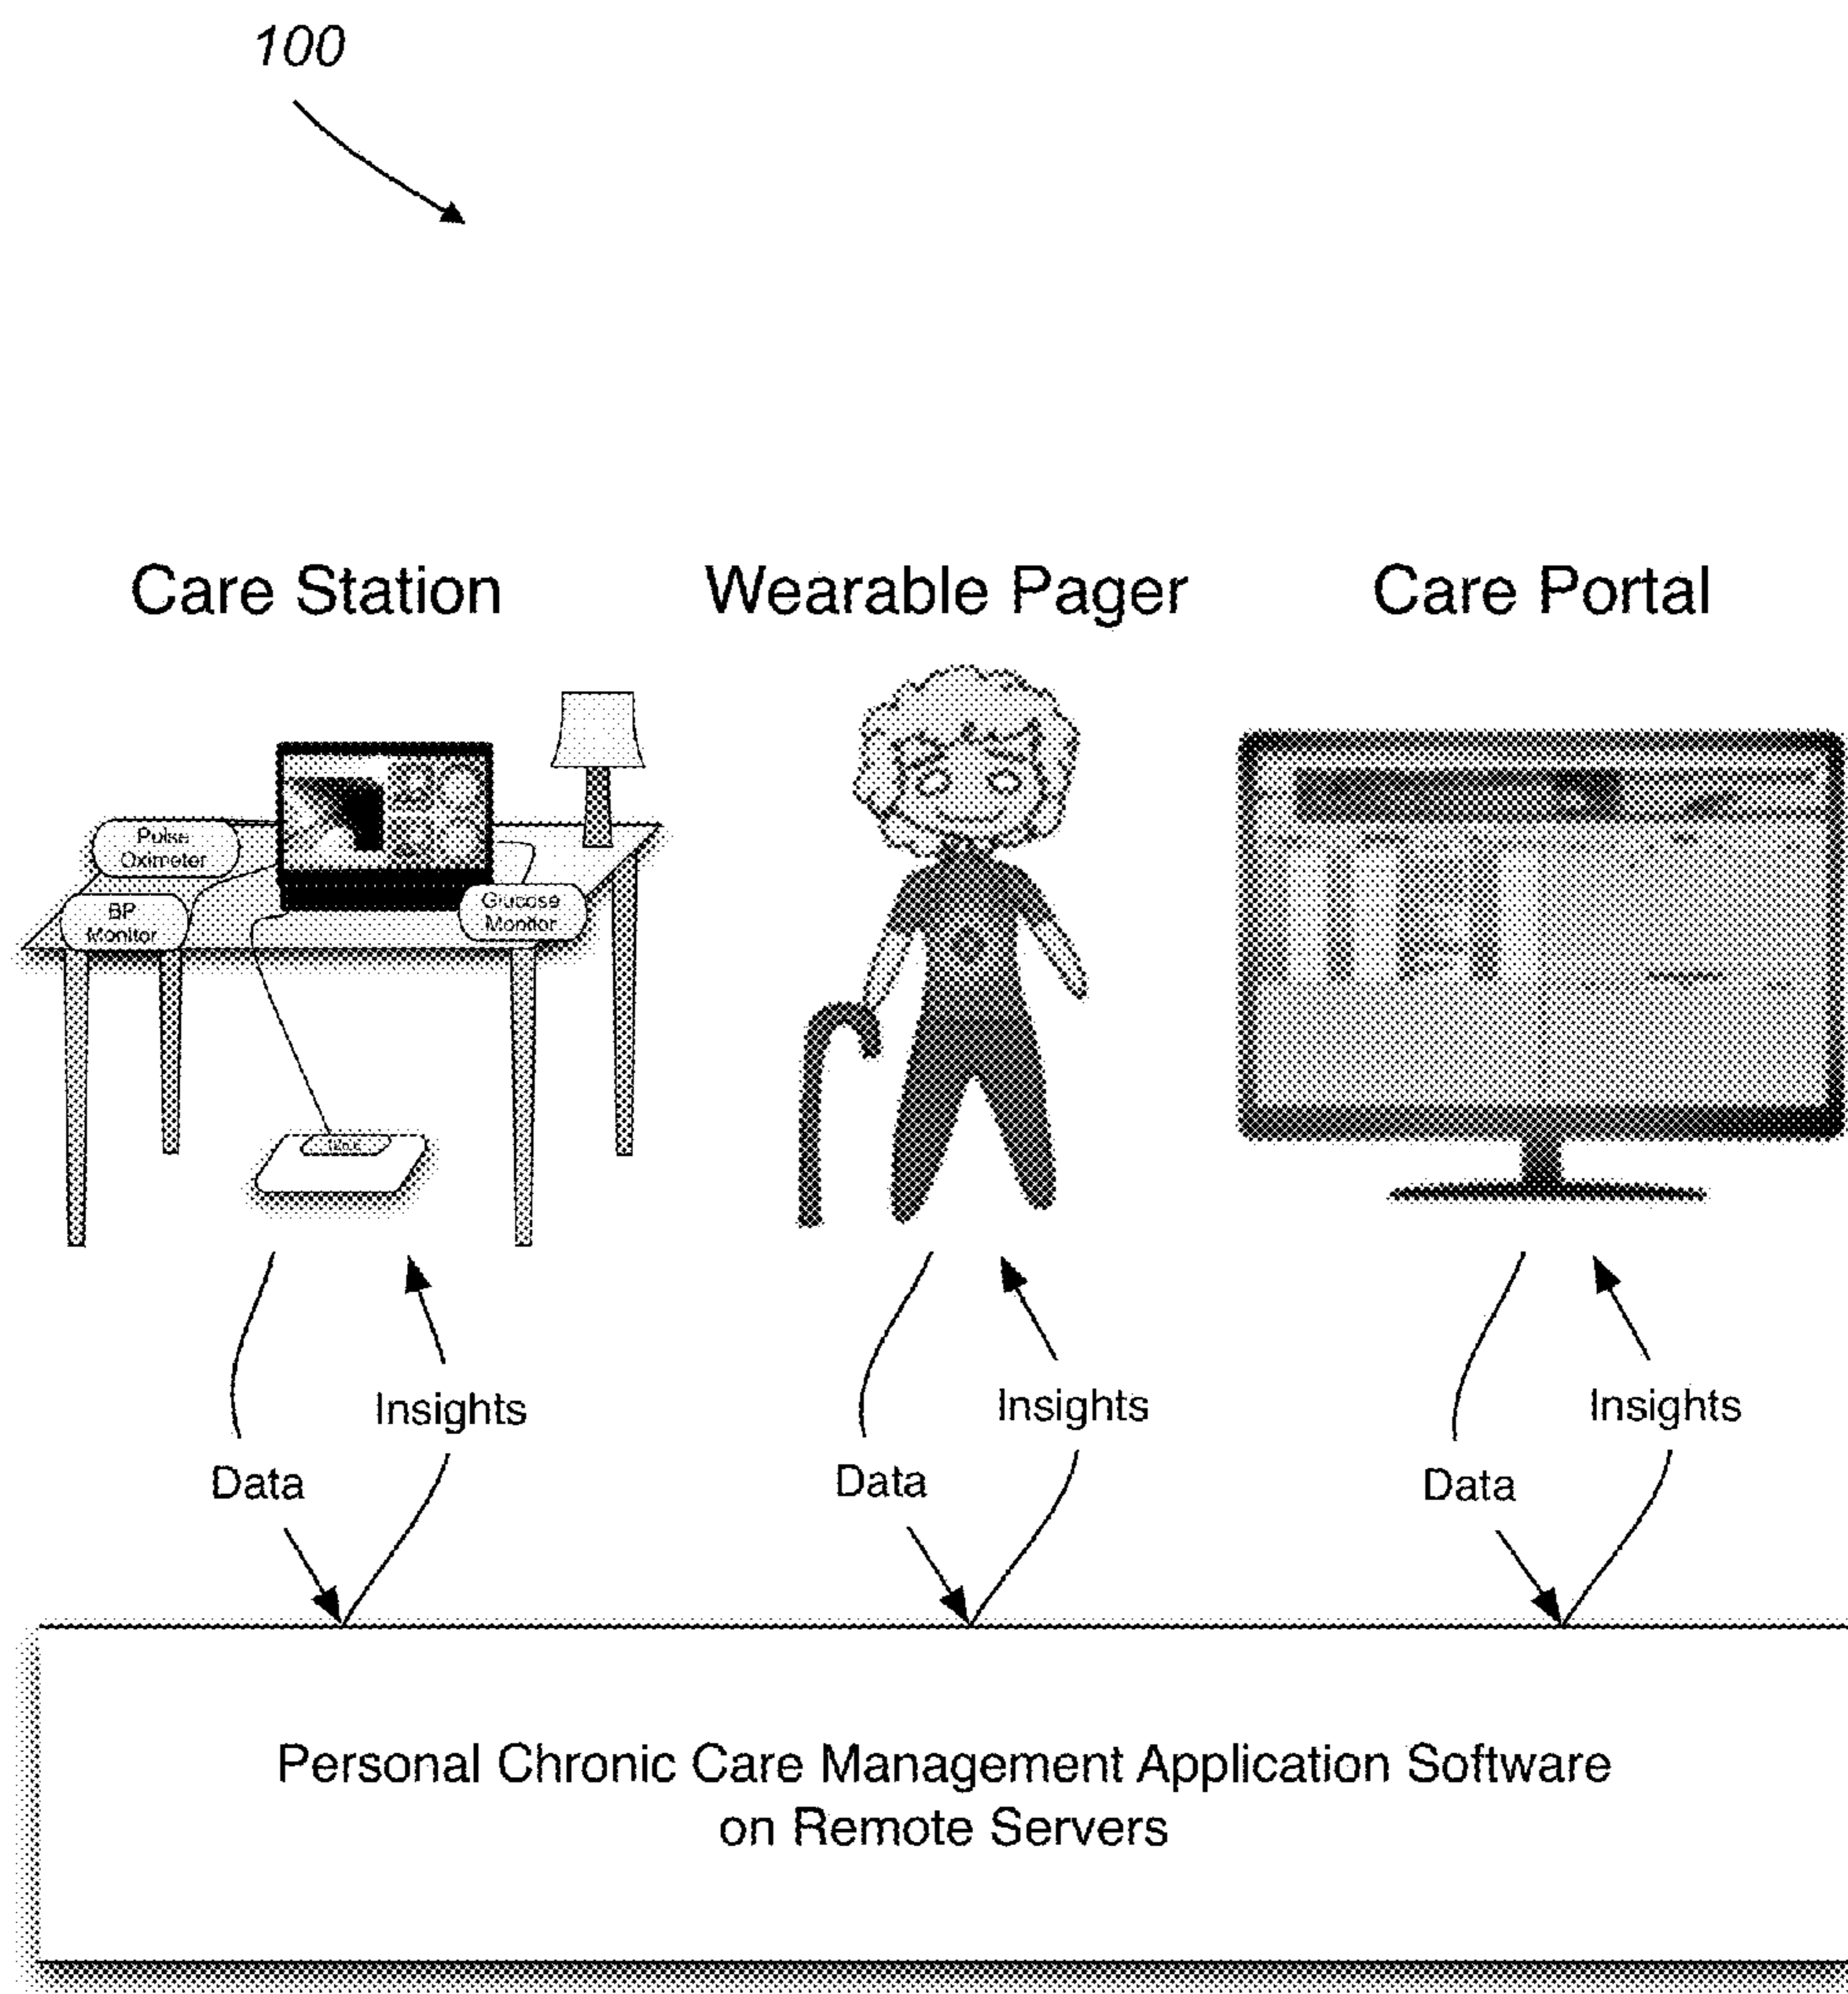 100
Care Station
Wearable Pager
Care Portal
Pulse
Oximeter
BP
Monitor
Glucose
Monitor
Insights
Insights
Insights
Data
Data
Data
Personal Chronic Care Management Application Software
on Remote Servers